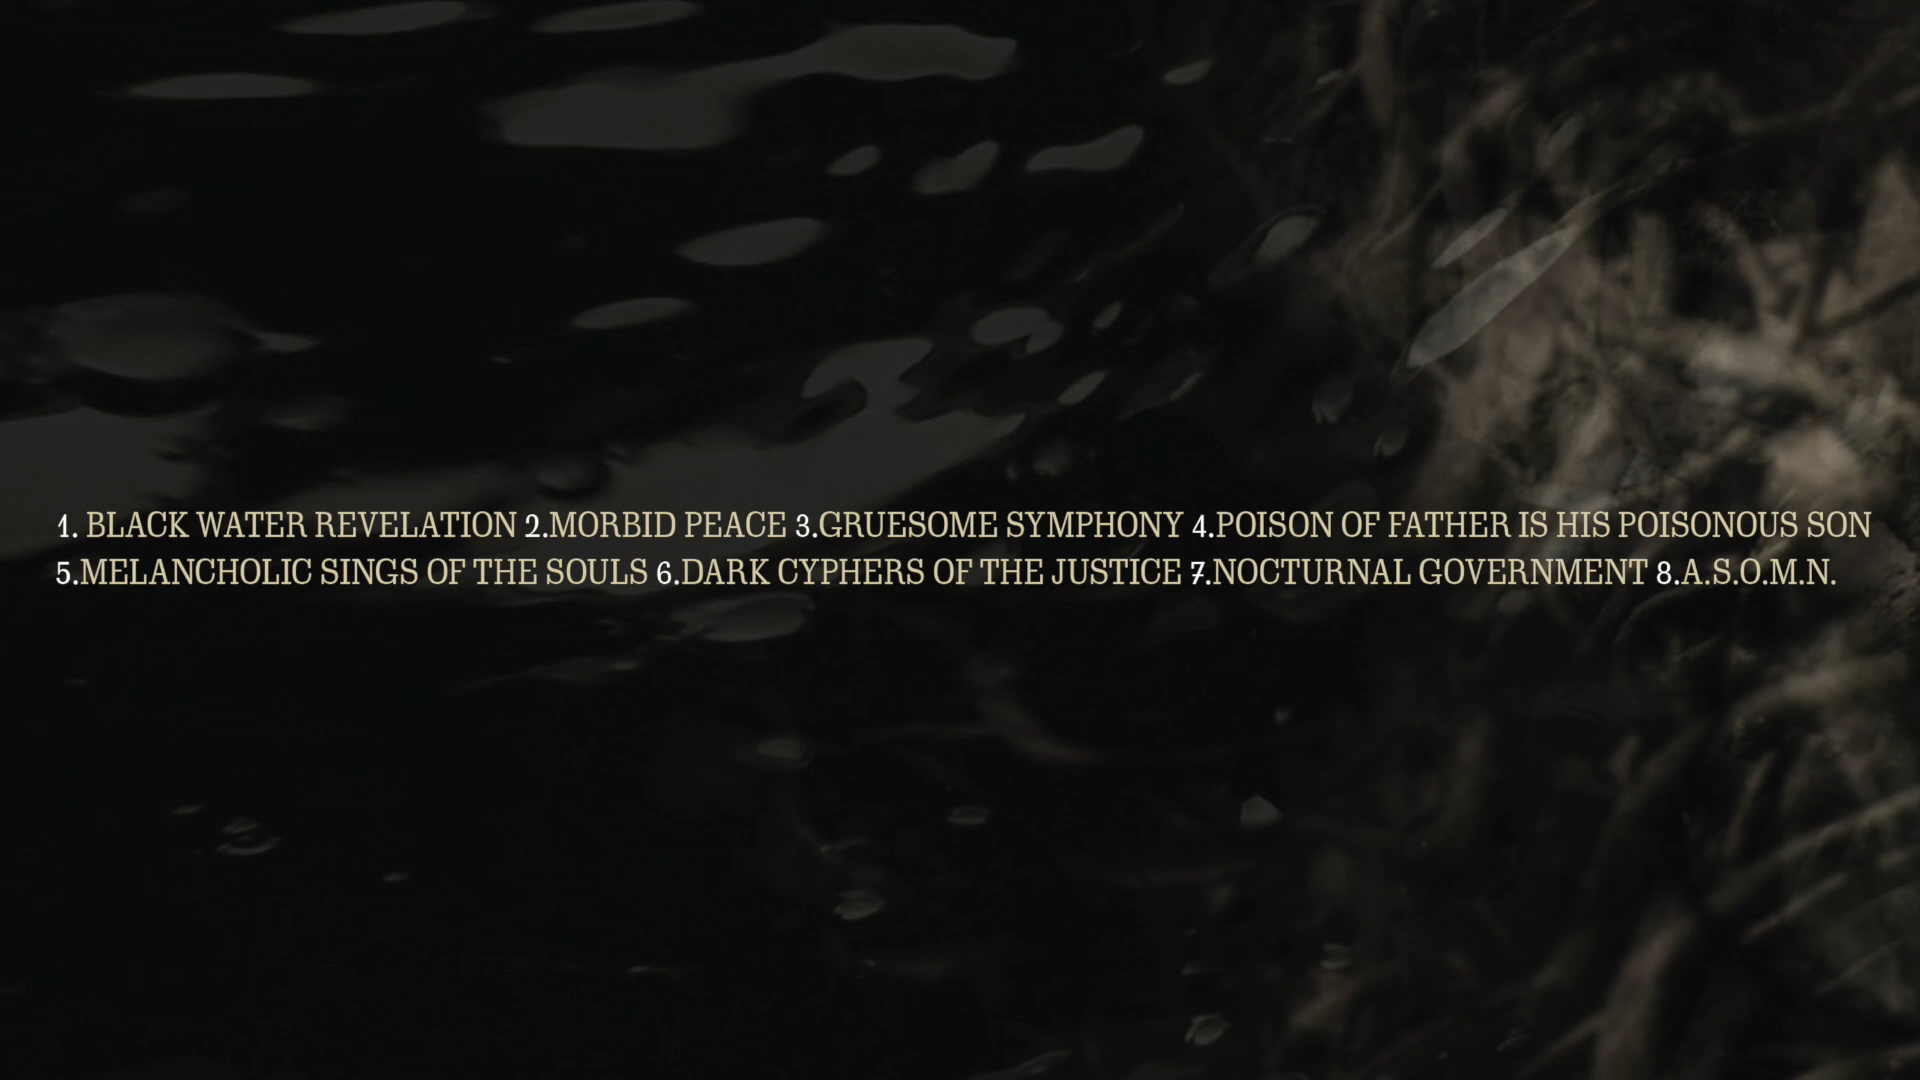 1. BLACK WATER REVELATION 2.MORBID PEACE 3.GRUESOME SYMPHONY 4.POISON OF FATHER IS HIS POISONOUS SON
5.MELANCHOLIC SINGS OF THE SOULS 6.DARK CYPHERS OF THE JUSTICE 7.NOCTURNAL GOVERNMENT 8.A.S.O.M.N.